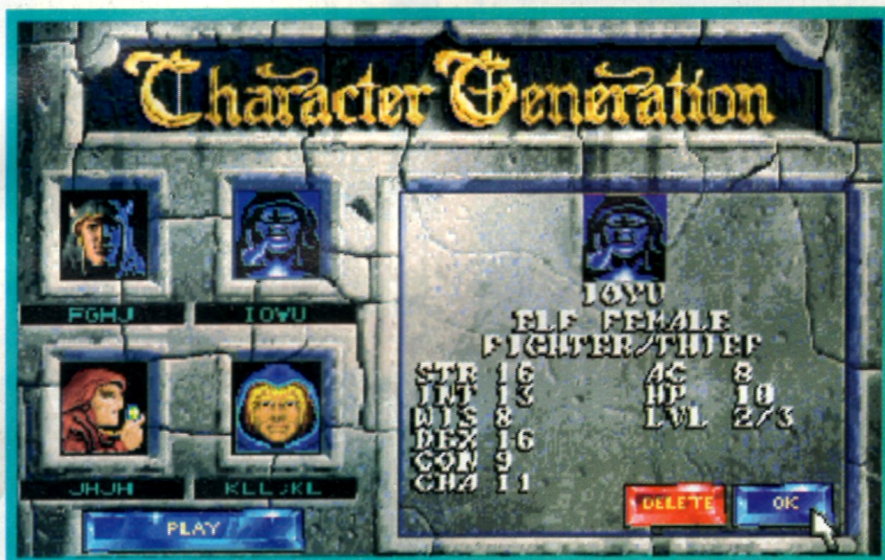 Character Generation
FGHJ
IOYU
JHJH
KLLJKL
PLAY
IOYU
ELF FEMALE
FIGHTER/THIEF
STR 16
INT 13
WIS 8
DEX 16
CON 9
CHA 11
AC 8
HP 10
LVL 2/3
DELETE
OK